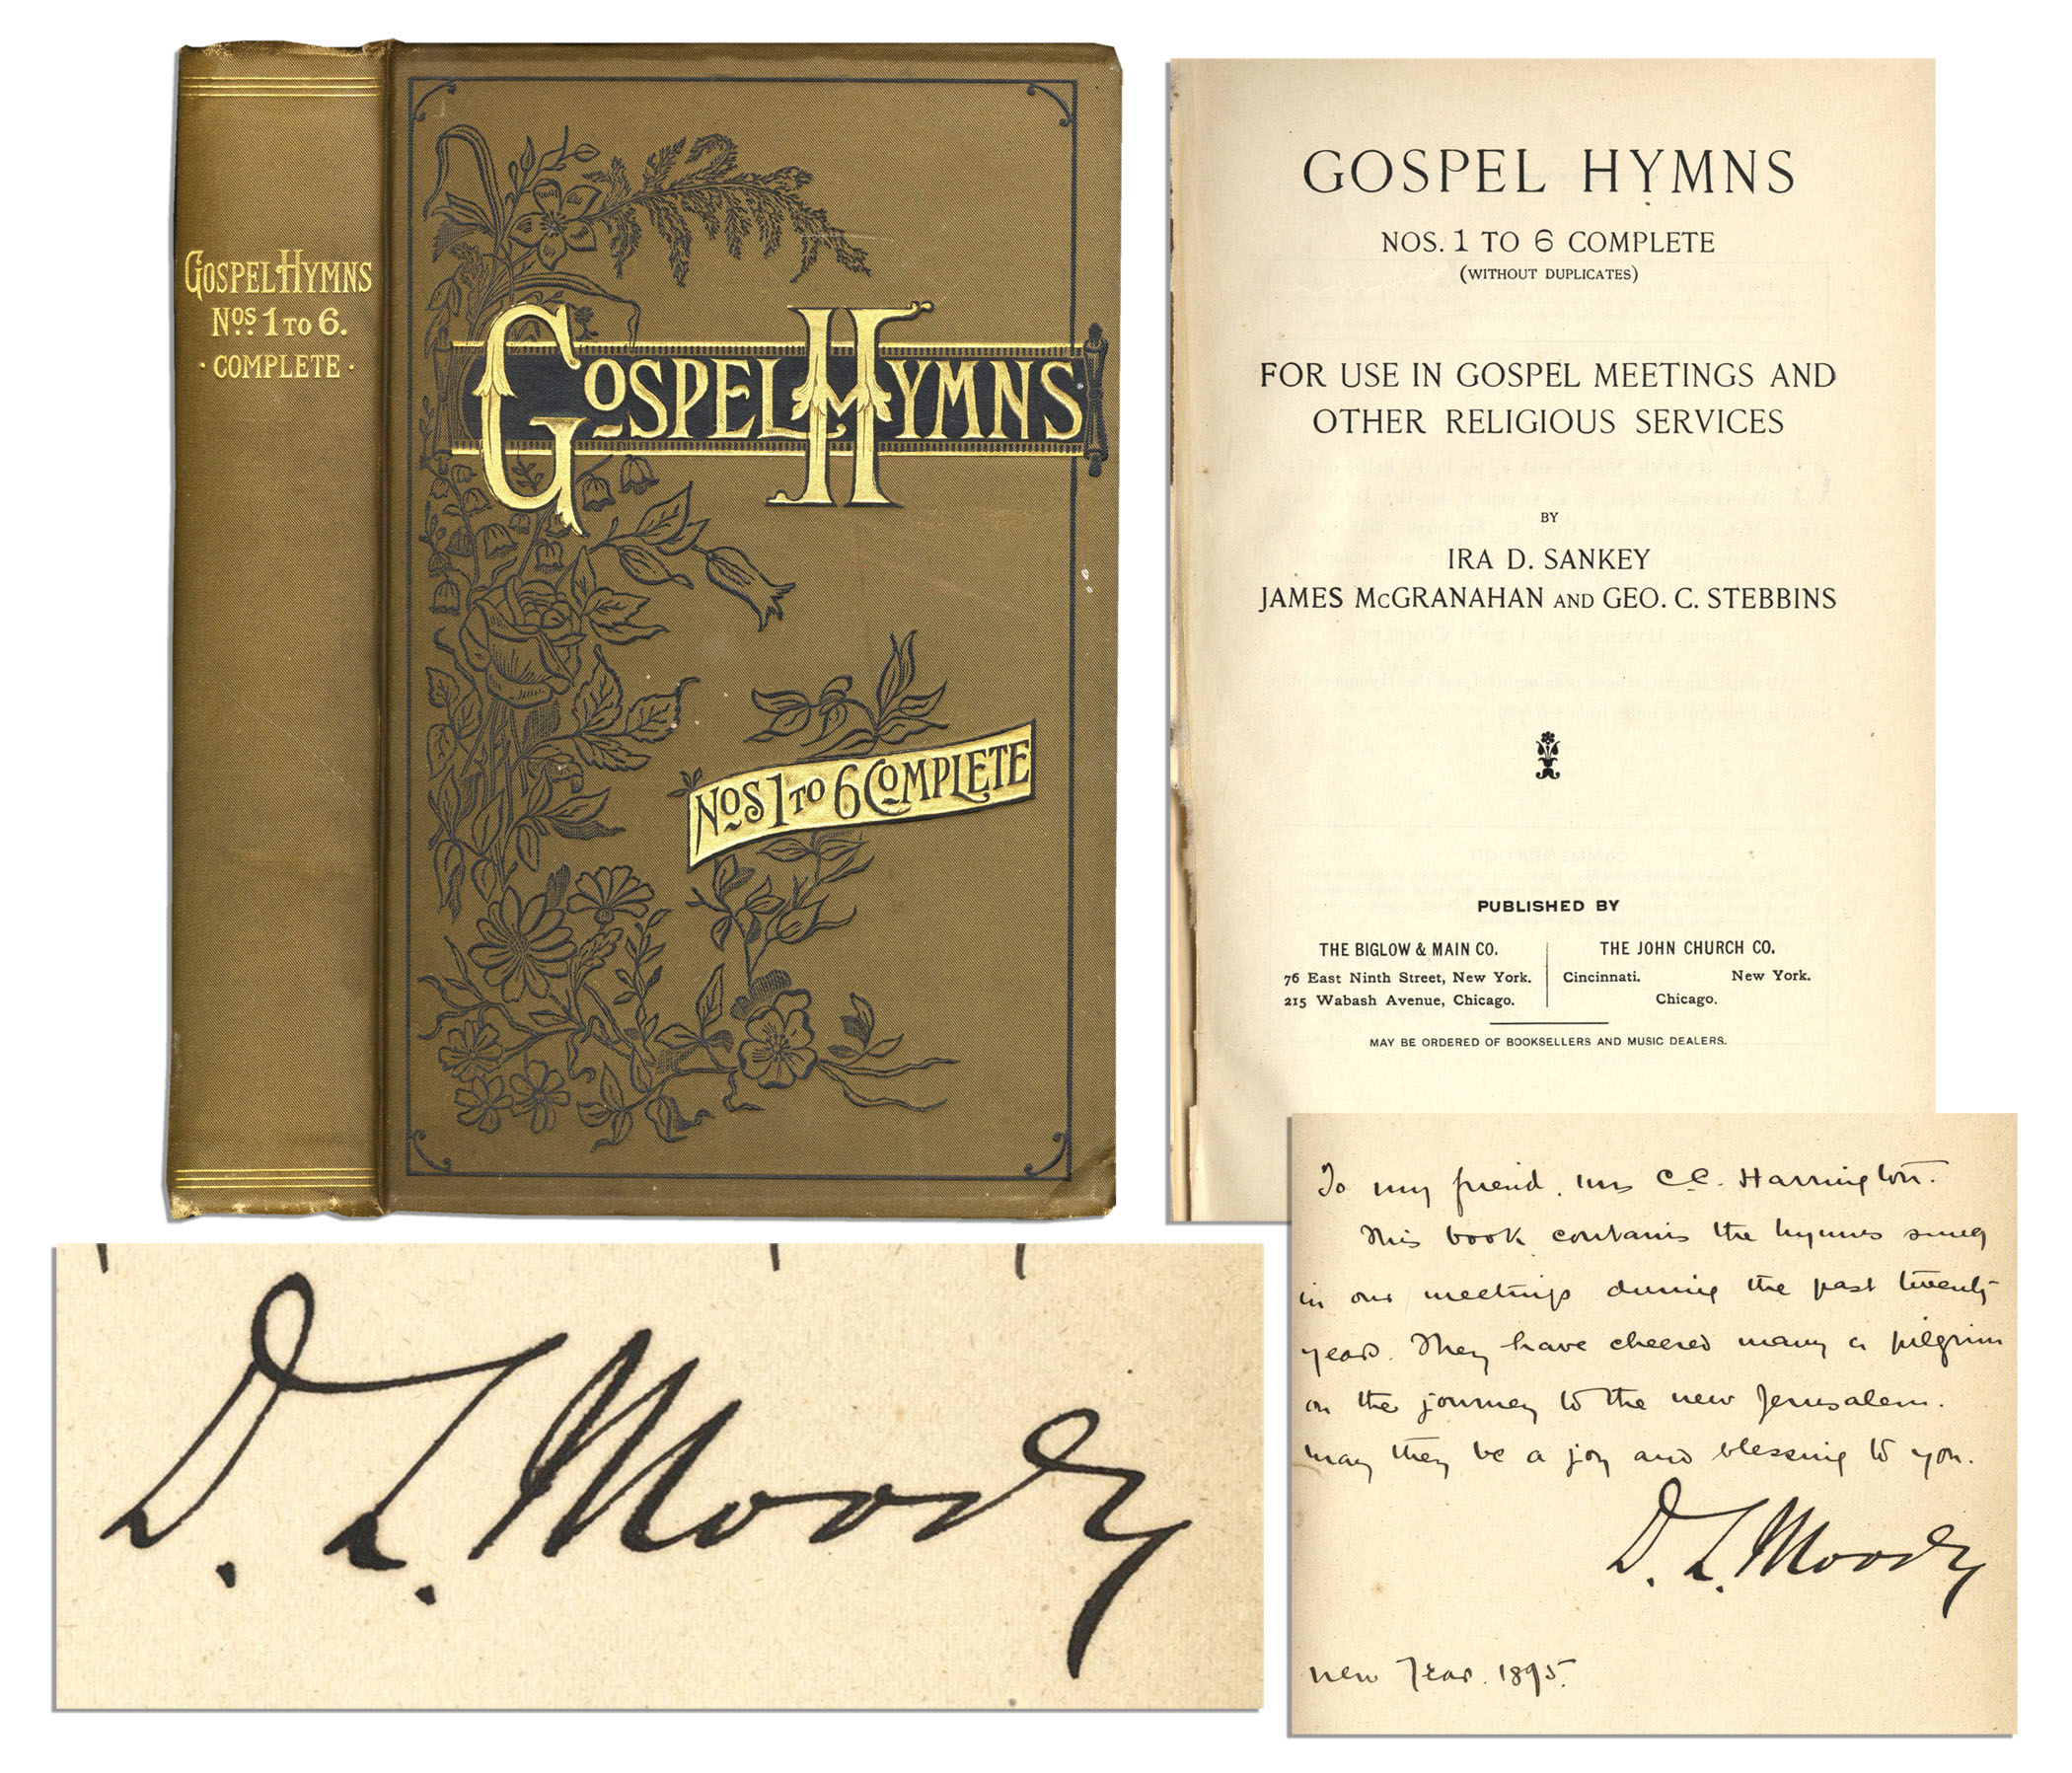 GOSPEL HYMNS
NOS. 1 TO 6.
· COMPLETE ·
GOSPEL HYMNS
NOS 1 TO 6 COMPLETE
GOSPEL HYMNS
NOS. 1 TO 6 COMPLETE
(WITHOUT DUPLICATES)
FOR USE IN GOSPEL MEETINGS AND
OTHER RELIGIOUS SERVICES
BY
IRA D. SANKEY
JAMES McGRANAHAN AND GEO. C. STEBBINS
PUBLISHED BY
THE BIGLOW & MAIN CO.
76 East Ninth Street, New York.
215 Wabash Avenue, Chicago.
THE JOHN CHURCH CO.
Cincinnati. New York.
Chicago.
MAY BE ORDERED OF BOOKSELLERS AND MUSIC DEALERS.
D. L. Moody
To my friend. Mrs C.C. Harrington.
This book contains the hymns sung
in our meetings during the past twenty
years. They have cheered many a pilgrim
on the journey to the new Jerusalem.
may they be a joy and blessing to you.
D. L. Moody
new Year. 1895.